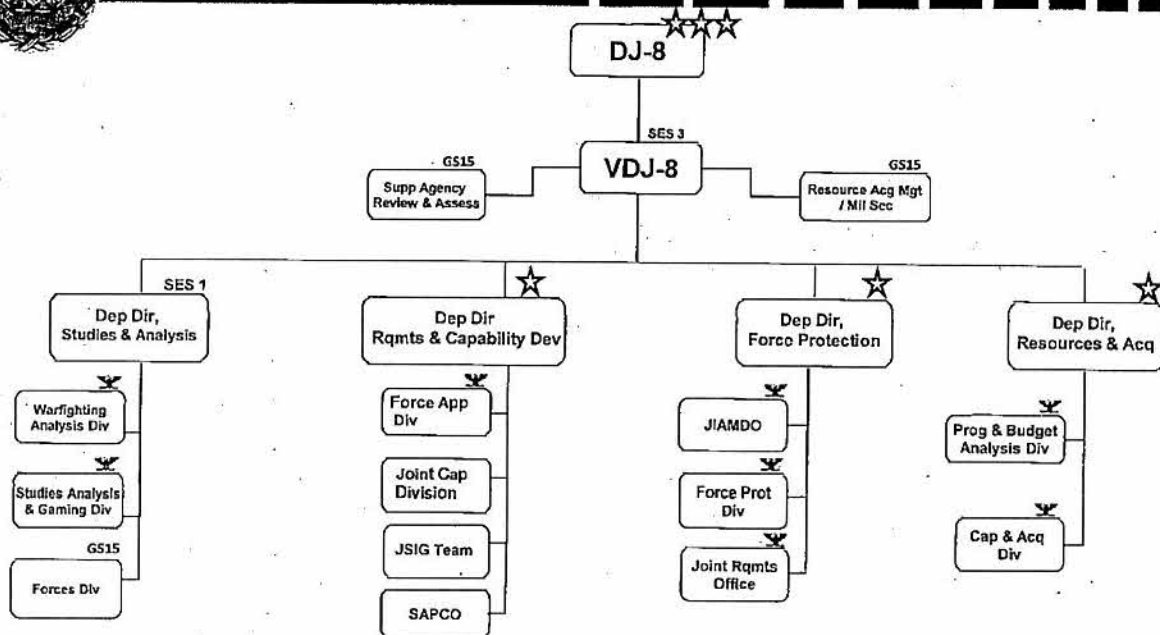 DJ-8
SES 3
VDJ-8
GS15
Supp Agency
Review & Assess
GS15
Resource Acg Mgt
/ Mil Sec
SES 1
Dep Dir,
Studies & Analysis
Warfighting
Analysis Div
Studies Analysis
& Gaming Div
GS15
Forces Div
Dep Dir
Rqmts & Capability Dev
Force App
Div
Joint Cap
Division
JSIG Team
SAPCO
Dep Dir,
Force Protection
JIAMDO
Force Prot
Div
Joint Rqmts
Office
Dep Dir,
Resources & Acq
Prog & Budget
Analysis Div
Cap & Acq
Div